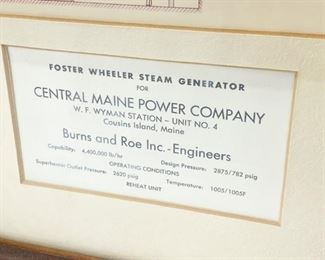 FOSTER WHEELER STEAM GENERATOR
FOR
CENTRAL MAINE POWER COMPANY
W. F. WYMAN STATION – UNIT NO. 4
Cousins Island, Maine
Burns and Roe Inc. - Engineers
Capability: 4,400,000 lb/hr Design Pressure: 2875/782 psig
OPERATING CONDITIONS
Superheater Outlet Pressure: 2620 psig Temperature: 1005/1005F
REHEAT UNIT